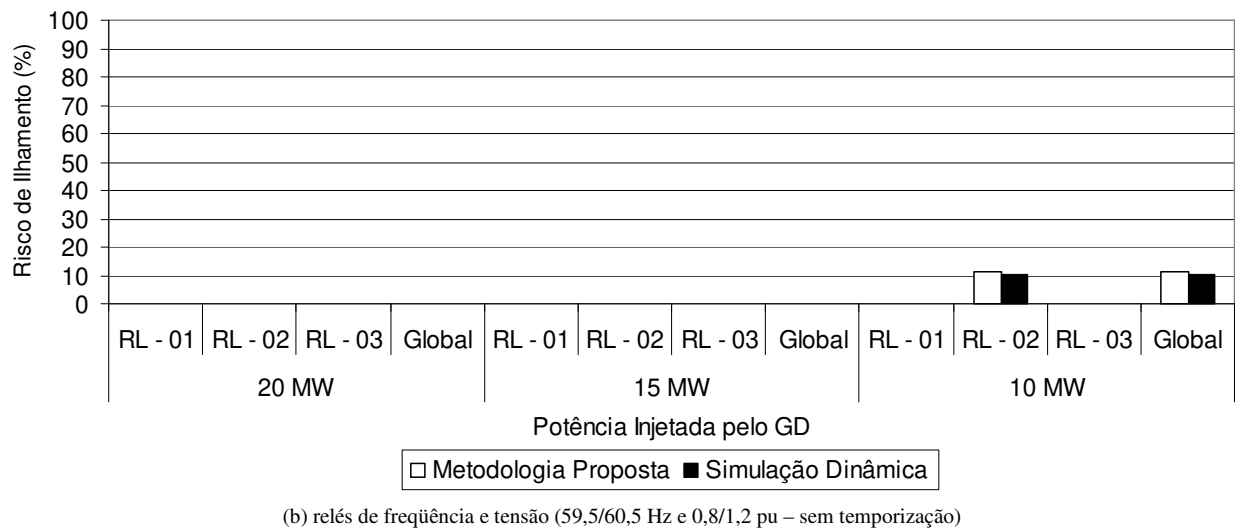 Risco de Ilhamento (%)
100
90
80
70
60
50
40
30
20
10
0
RL - 01 RL - 02 RL - 03 Global RL - 01 RL - 02 RL - 03 Global RL - 01 RL - 02 RL - 03 Global
20 MW 15 MW 10 MW
Potência Injetada pelo GD
Metodologia Proposta Simulação Dinâmica
(b) relés de freqüência e tensão (59,5/60,5 Hz e 0,8/1,2 pu – sem temporização)